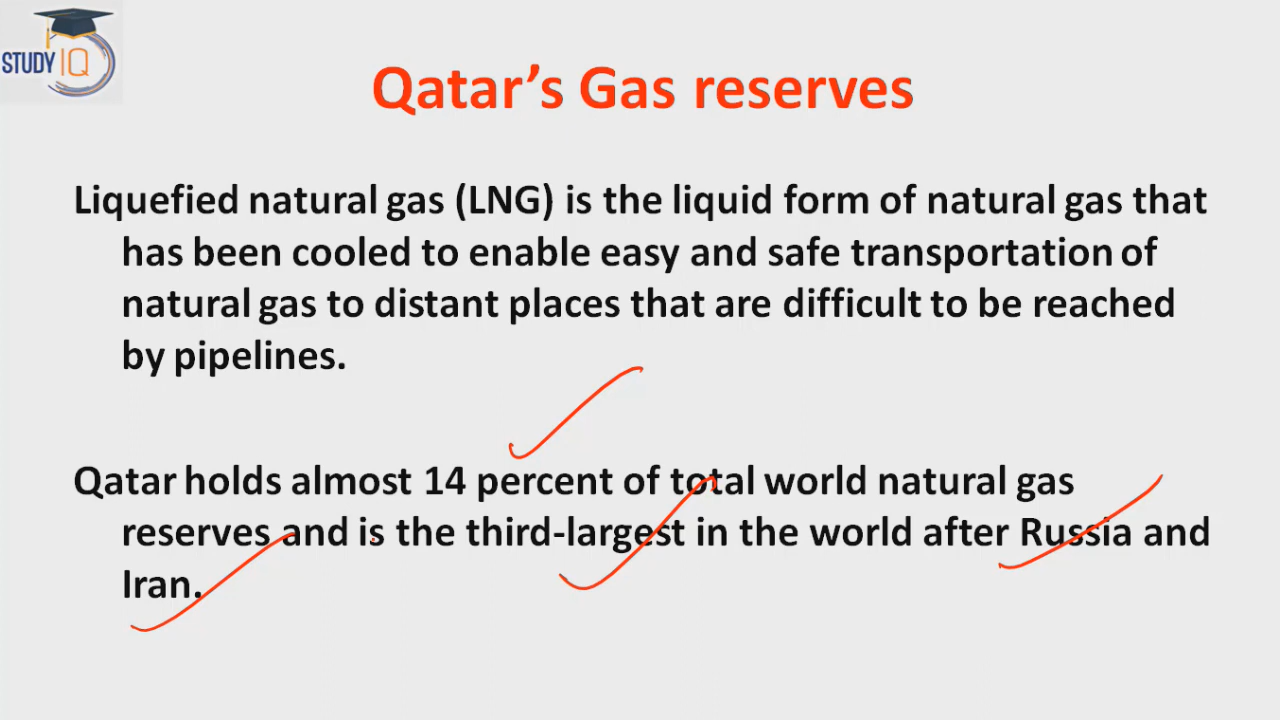 STUDY IQ
Qatar’s Gas reserves
Liquefied natural gas (LNG) is the liquid form of natural gas that
has been cooled to enable easy and safe transportation of
natural gas to distant places that are difficult to be reached
by pipelines.
Qatar holds almost 14 percent of total world natural gas
reserves and is the third-largest in the world after Russia and
Iran.